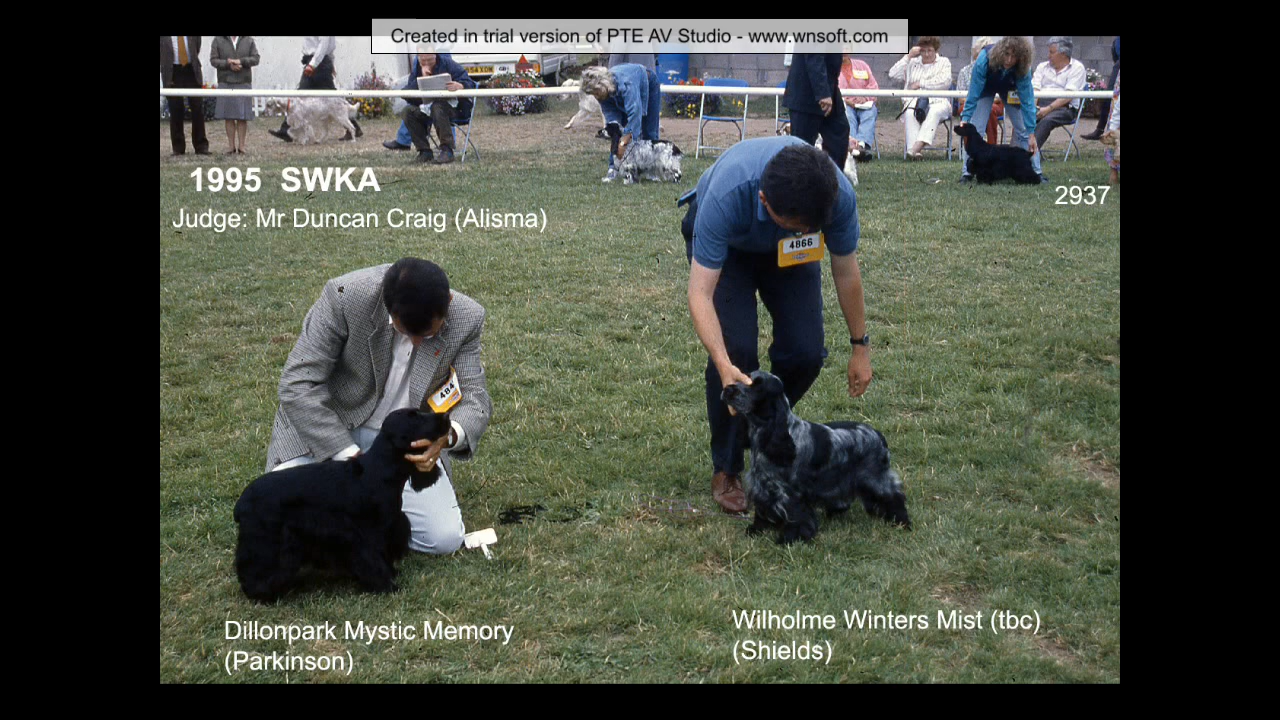 Created in trial version of PTE AV Studio - www.wnsoft.com
1995 SWKA
Judge: Mr Duncan Craig (Alisma)
2937
4866
484
Dillonpark Mystic Memory
(Parkinson)
Wilholme Winters Mist (tbc)
(Shields)